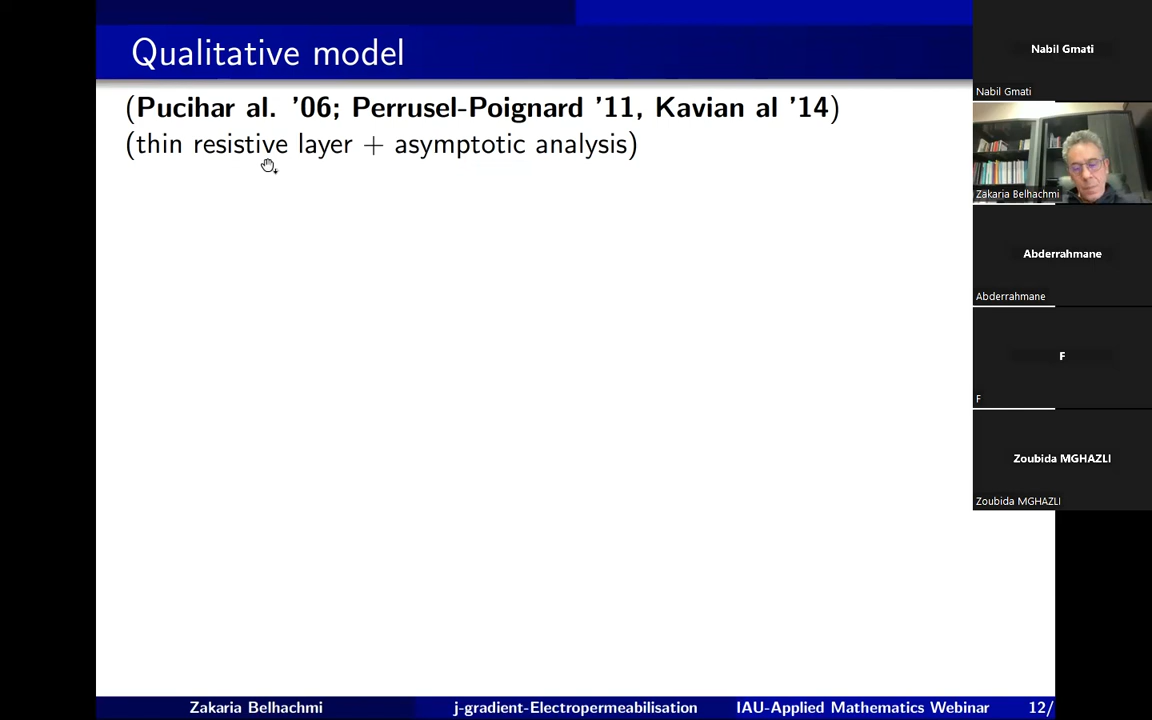 Qualitative model
(Pucihar al. '06; Perrusel-Poignard '11, Kavian al '14)
(thin resistive layer + asymptotic analysis)
Zakaria Belhachmi
j-gradient-Electropermeabilisation
IAU-Applied Mathematics Webinar
12/
Nabil Gmati
Nabil Gmati
Zakaria Belhachmi
Abderrahmane
Abderrahmane
F
F
Zoubida MGHAZLI
Zoubida MGHAZLI